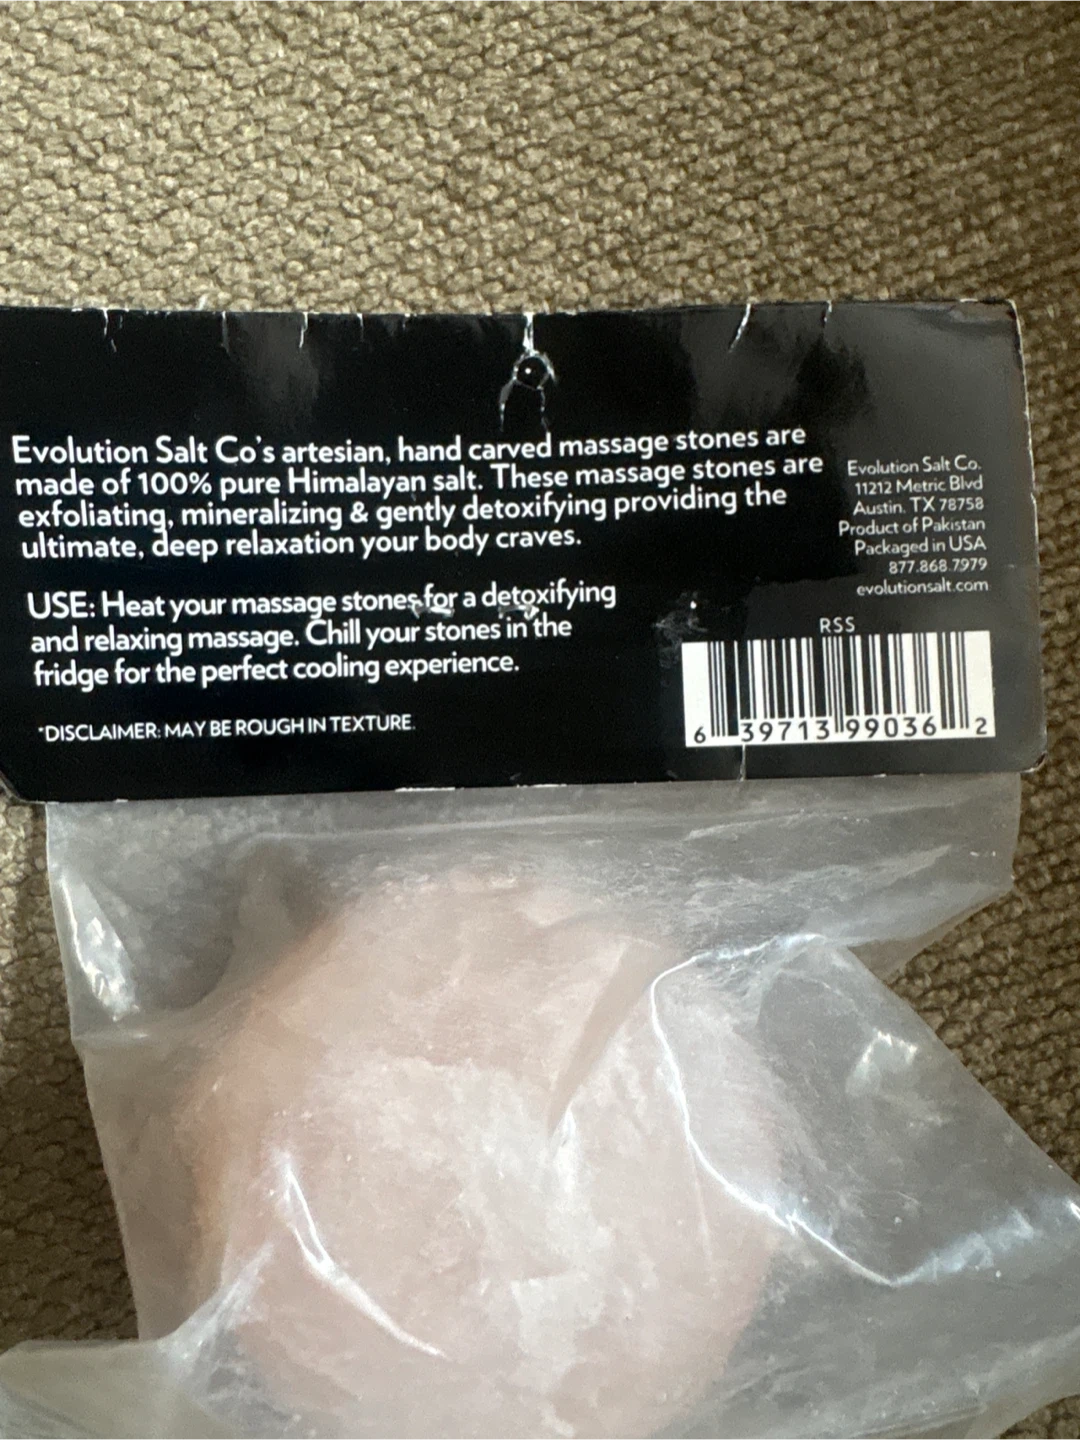 Evolution Salt Co's artesian, hand carved massage stones are
made of 100% pure Himalayan salt. These massage stones are
exfoliating, mineralizing & gently detoxifying providing the
ultimate, deep relaxation your body craves.
USE: Heat your massage stones for a detoxifying
and relaxing massage. Chill your stones in the
fridge for the perfect cooling experience.
*DISCLAIMER: MAY BE ROUGH IN TEXTURE.
Evolution Salt Co.
11212 Metric Blvd
Austin. TX 78758
Product of Pakistan
Packaged in USA
877.868.7979
evolutionsalt.com
RSS
6 39713 99036 2